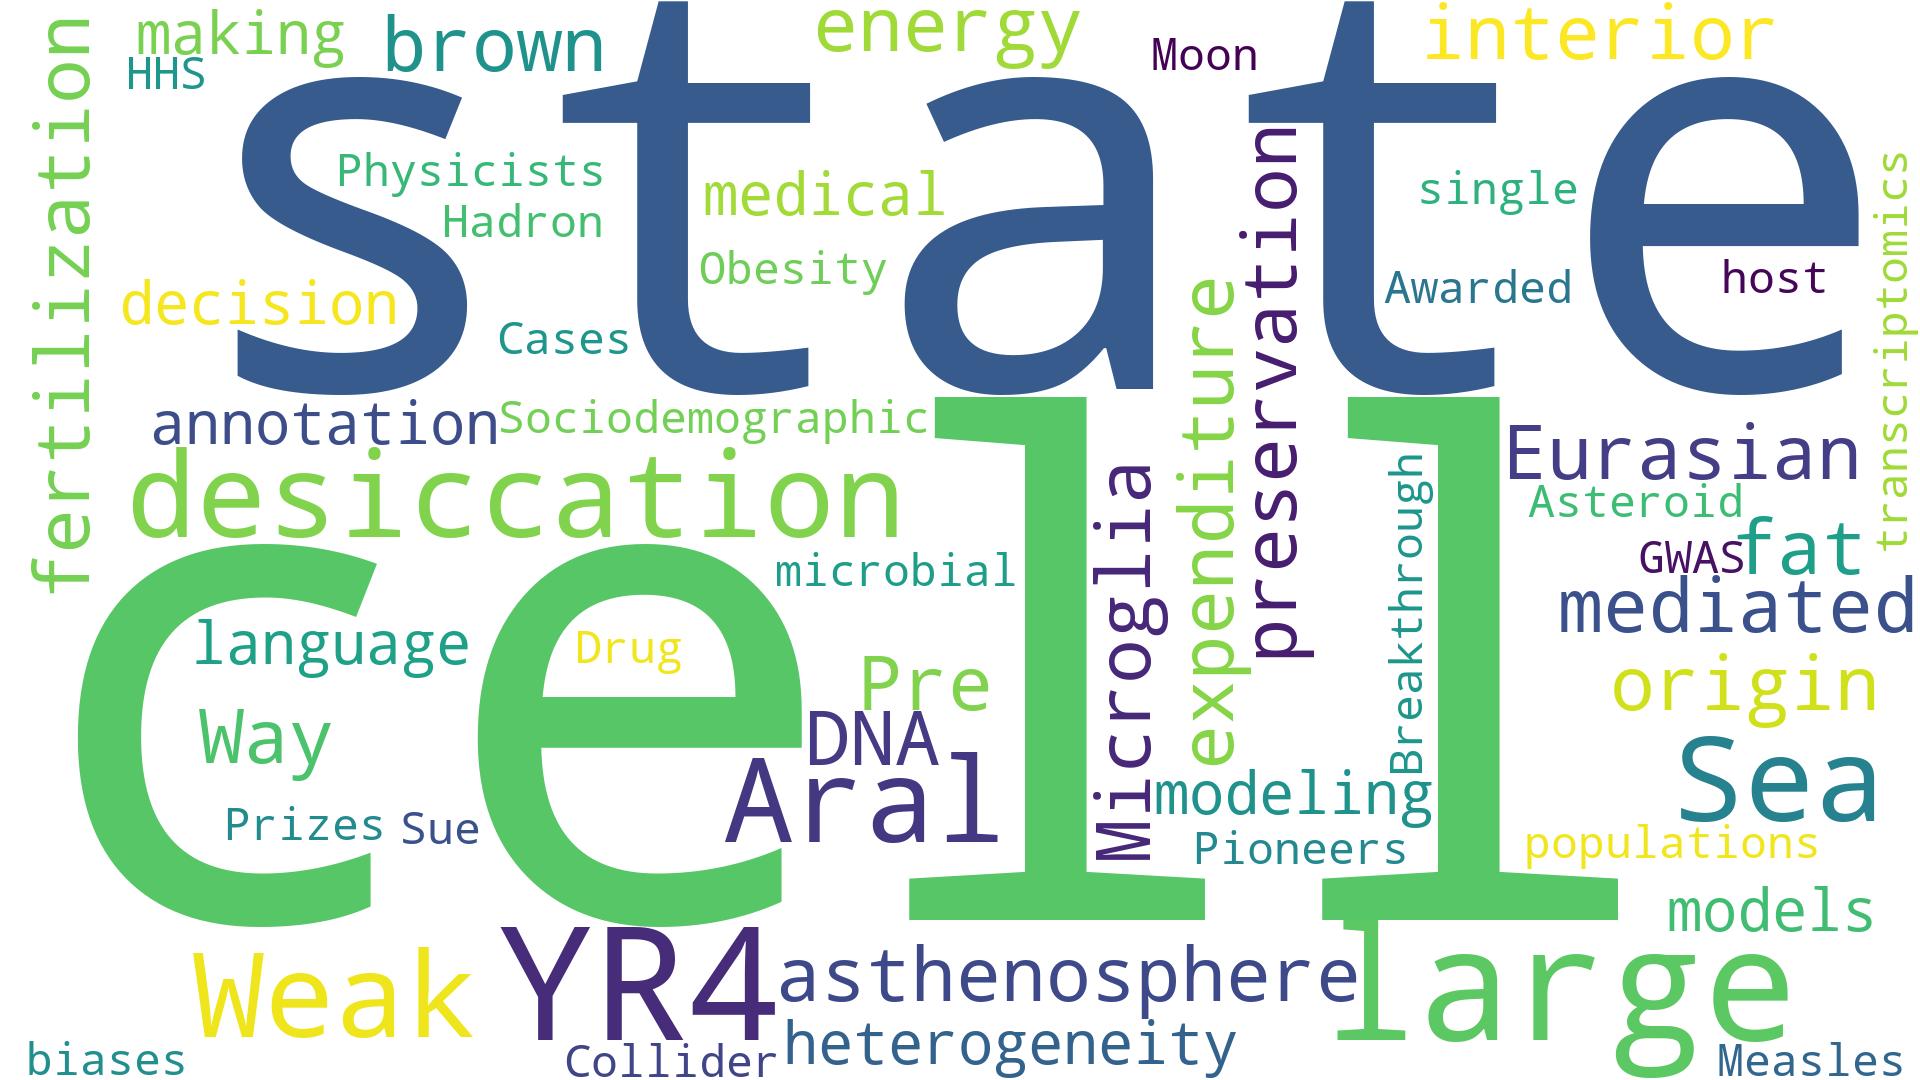 making
HHS
brown
energy
Moon
interior
fertilization
state
Physicists
Hadron
medical
Obesity
decision
Cases
preservation
single
Awarded
host
transcriptomics
annotation
Sociodemographic
expenditure
Eurasian
desiccation
Asteroid
GWAS
fat
cell
microbial
Microglia
Breakthrough
mediated
language
Drug
Pre
origin
Way
DNA
Aral
Sea
modeling
Prizes
Sue
Pioneers
populations
models
Weak
YR4
asthenosphere
large
heterogeneity
biases
Collider
Measles